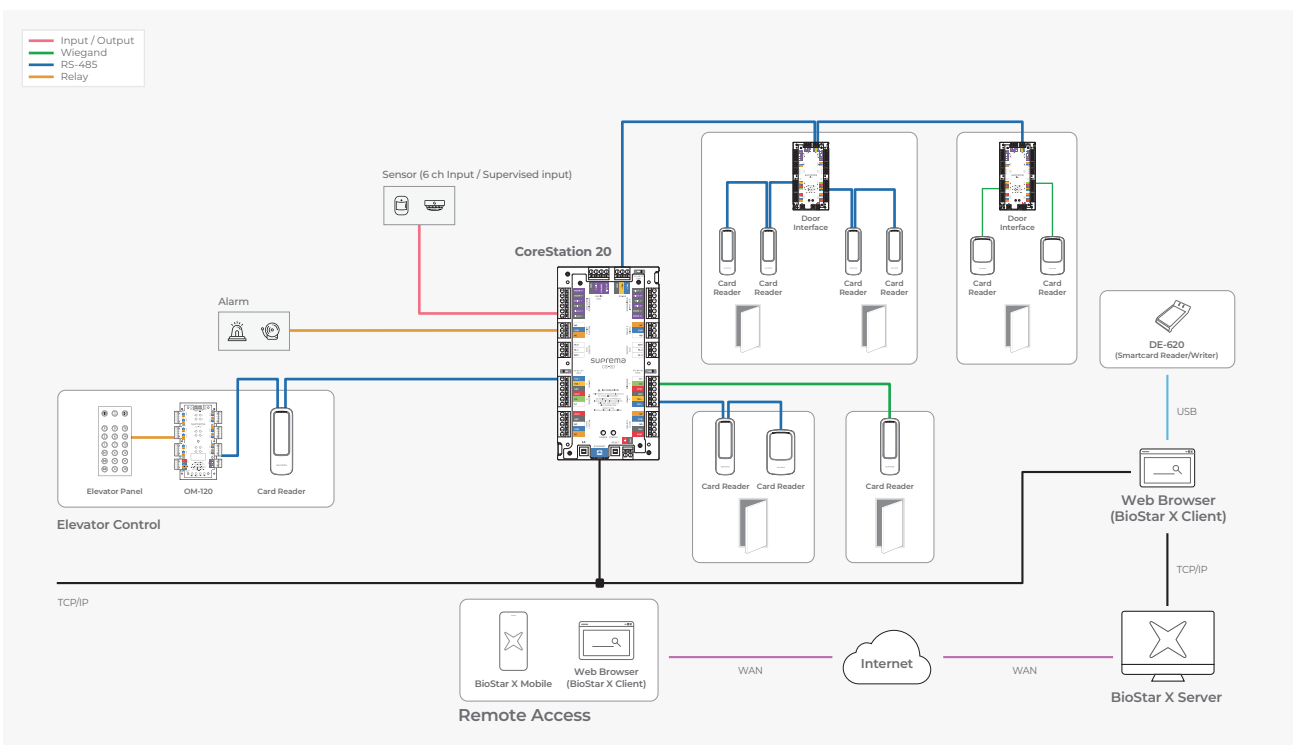 Input / Output
Wiegand
RS-485
Relay
Sensor (6 ch Input / Supervised input)
CoreStation 20
Alarm
suprema
Door
Interface
Door
Interface
Card
Reader
Card
Reader
Card
Reader
Card
Reader
Card
Reader
Card
Reader
DE-620
(Smartcard Reader/Writer)
USB
Elevator Panel
OM-120
Card Reader
Elevator Control
Card Reader
Card Reader
Card Reader
Web Browser
(BioStar X Client)
TCP/IP
TCP/IP
BioStar X Mobile
Web Browser
(BioStar X Client)
Remote Access
WAN
Internet
WAN
BioStar X Server